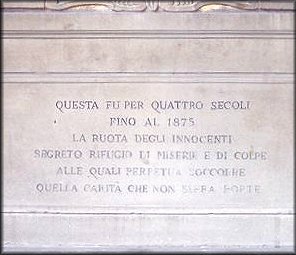 QUESTA FU PER QUATTRO SECOLI
FINO AL 1875
LA RUOTA DEGLI INNOCENTI
SEGRETO RIFUGIO DI MISERIE E DI COLPE
ALLE QUALI PERPETUA SOCCORRE
QUELLA CARITÀ CHE NON SERRA PORTE